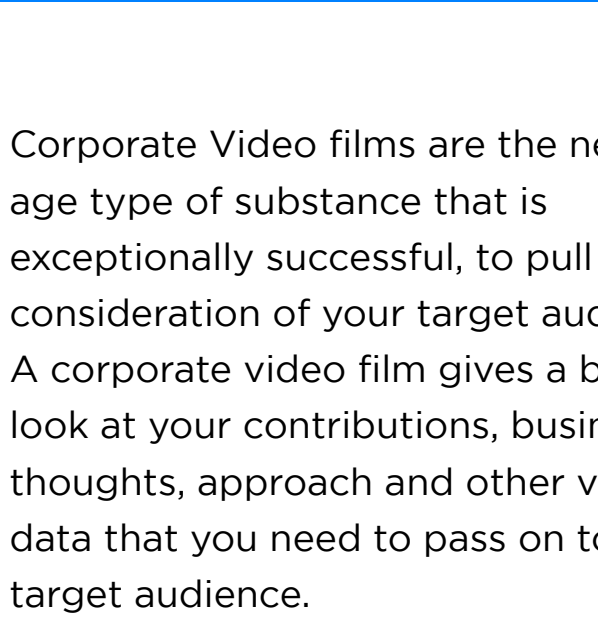 Corporate Video films are the
age type of substance that is
exceptionally successful, to pull
consideration of your target
A corporate video film gives a
look at your contributions,
thoughts, approach and other
data that you need to pass on
target audience.